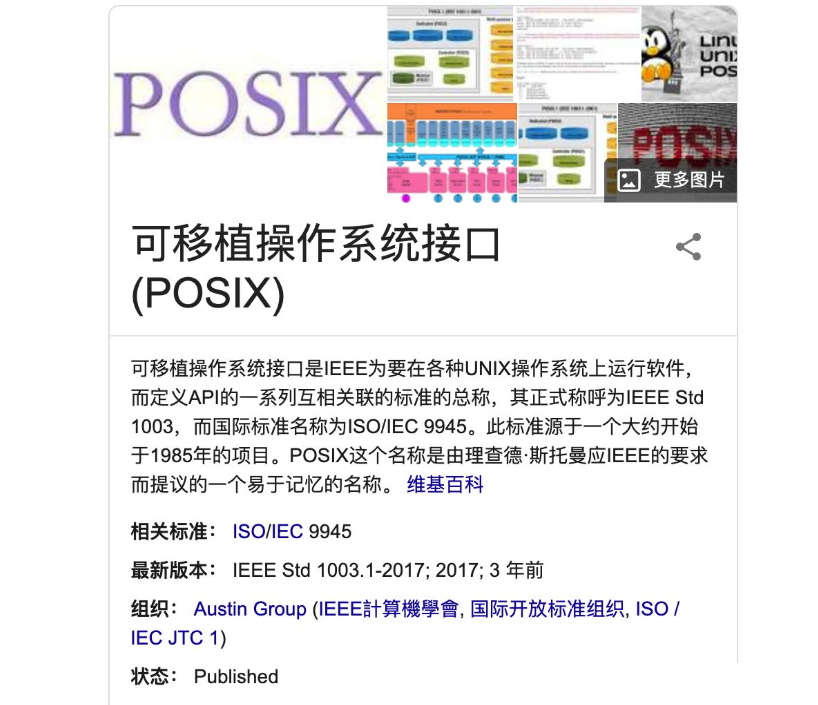 POSIX
更多图片
可移植操作系统接口
(POSIX)
可移植操作系统接口是IEEE为要在各种UNIX操作系统上运行软件，
而定义API的一系列互相关联的标准的总称，其正式称呼为IEEE Std
1003，而国际标准名称为ISO/IEC 9945。此标准源于一个大约开始
于1985年的项目。POSIX这个名称是由理查德·斯托曼应IEEE的要求
而提议的一个易于记忆的名称。 维基百科
相关标准： ISO/IEC 9945
最新版本： IEEE Std 1003.1-2017; 2017; 3 年前
组织： Austin Group (IEEE計算機學會, 国际开放标准组织, ISO /
IEC JTC 1)
状态： Published